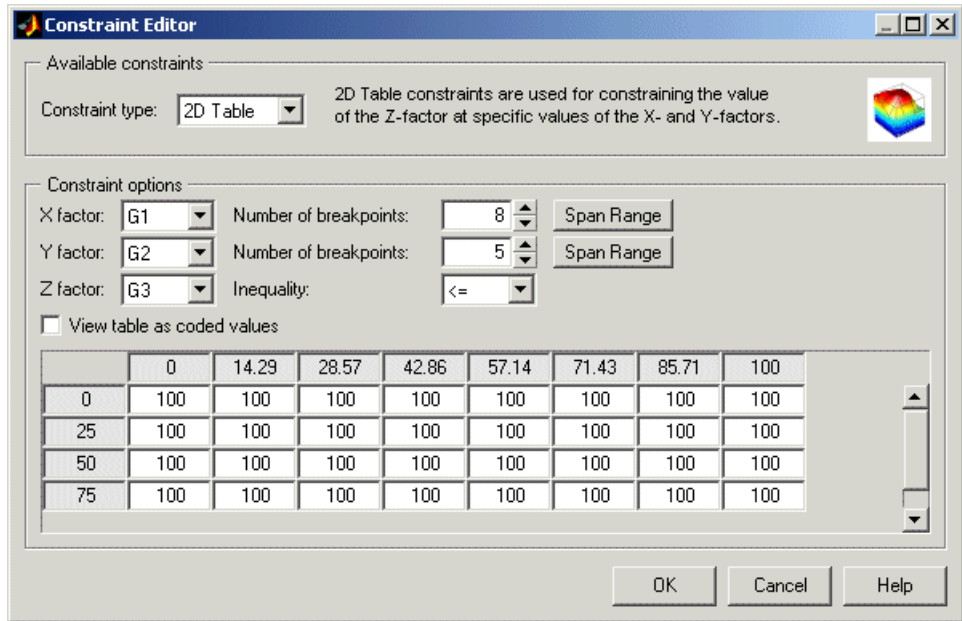 Constraint Editor
Available constraints
Constraint type: 2D Table 2D Table constraints are used for constraining the value
of the Z-factor at specific values of the X- and Y-factors.
Constraint options
X factor: G1 Number of breakpoints: 8 Span Range
Y factor: G2 Number of breakpoints: 5 Span Range
Z factor: G3 Inequality: <=
View table as coded values
0 14.29 28.57 42.86 57.14 71.43 85.71 100
0 100 100 100 100 100 100 100 100
25 100 100 100 100 100 100 100 100
50 100 100 100 100 100 100 100 100
75 100 100 100 100 100 100 100 100
OK Cancel Help